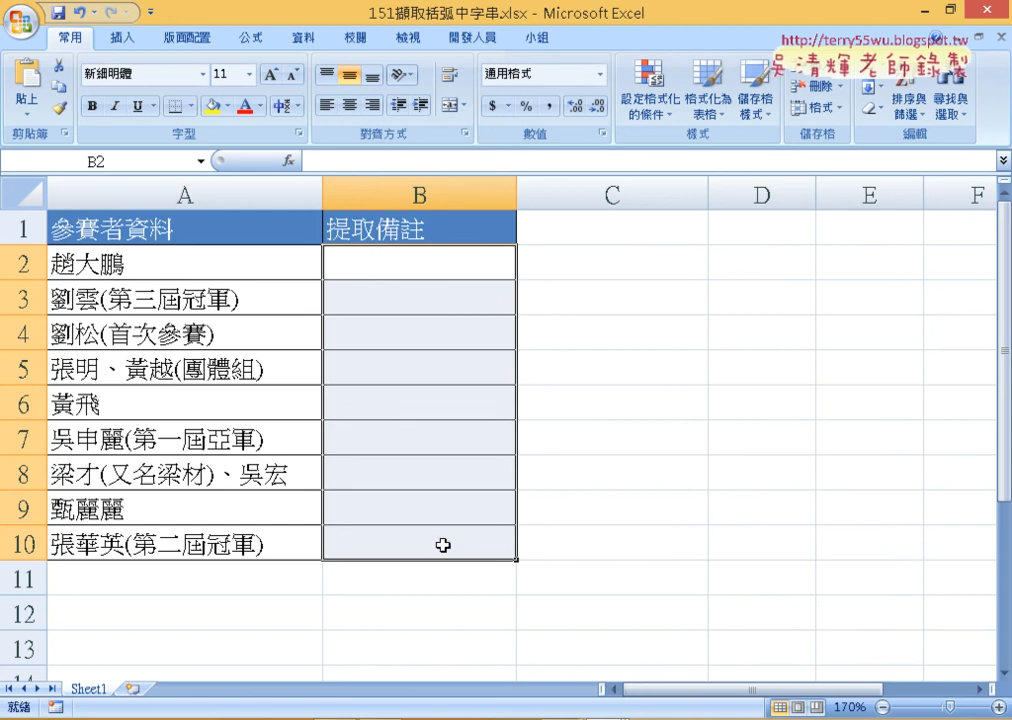 151擷取括弧中字串.xlsx - Microsoft Excel
常用 插入 版面配置 公式 資料 校閱 檢視 開發人員 小組
http://terry55wu.blogspot.tw
吳清輝老師錄製
貼上
新細明體 11
B I U
通用格式
$ % ,
設定格式化的條件 格式化為表格 儲存格樣式
刪除
格式
排序與篩選 尋找與選取
剪貼簿 字型 對齊方式 數值 樣式 儲存格 編輯
B2 fx
A B C D E F
1 參賽者資料 提取備註
2 趙大鵬
3 劉雲(第三屆冠軍)
4 劉松(首次參賽)
5 張明、黃越(團體組)
6 黃飛
7 吳申麗(第一屆亞軍)
8 梁才(又名梁材)、吳宏
9 甄麗麗
10 張華英(第二屆冠軍)
11
12
13
Sheet1
就緒 170%